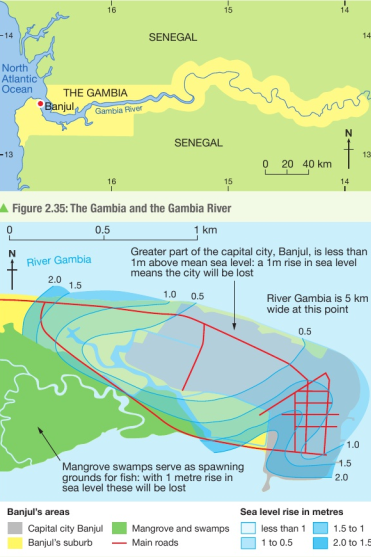 16
15
14
14
14
SENEGAL
North
Atlantic
Ocean
THE GAMBIA
Banjul
Gambia River
SENEGAL
N
0 20 40 km
13
13
16
15
14
Figure 2.35: The Gambia and the Gambia River
0 0.5 1 km
N
River Gambia
Greater part of the capital city, Banjul, is less than
1m above mean sea level: a 1m rise in sea level
means the city will be lost
2.0
1.5
1.0
0.5
River Gambia is 5 km
wide at this point
0.5
1.0
1.5
2.0
Mangrove swamps serve as spawning
grounds for fish: with 1 metre rise in
sea level these will be lost
Banjul's areas
Capital city Banjul
Mangrove and swamps
Banjul's suburb
Main roads
Sea level rise in metres
less than 1
1.5 to 1
1 to 0.5
2.0 to 1.5